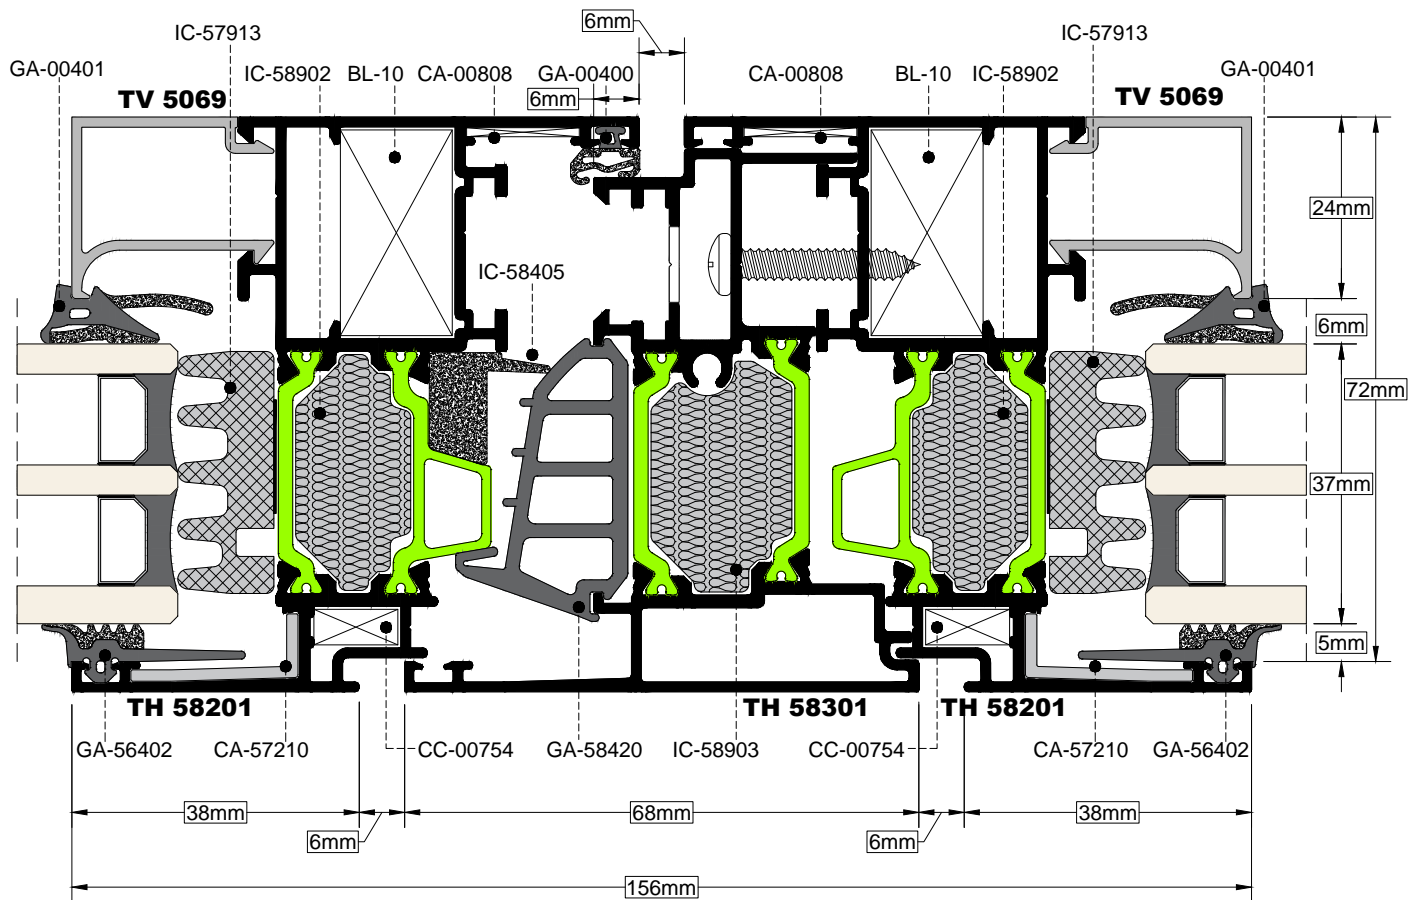 6mm
IC-57913
IC-57913
GA-00401
IC-58902
BL-10
CA-00808
GA-00400
CA-00808
BL-10
IC-58902
GA-00401
TV 5069
6mm
TV 5069
24mm
IC-58405
6mm
72mm
37mm
5mm
TH 58201
TH 58301
TH 58201
GA-56402
CA-57210
CC-00754
GA-58420
IC-58903
CC-00754
CA-57210
GA-56402
38mm
68mm
38mm
6mm
6mm
156mm